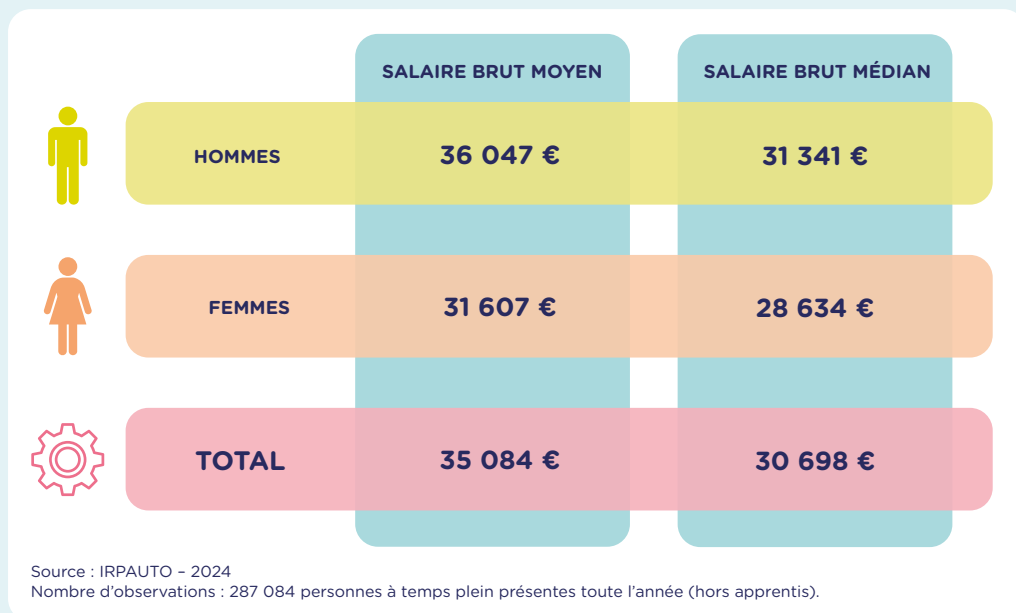 SALAIRE BRUT MOYEN SALAIRE BRUT MÉDIAN
HOMMES 36 047 € 31 341 €
FEMMES 31 607 € 28 634 €
TOTAL 35 084 € 30 698 €
Source : IRPAUTO – 2024
Nombre d’observations : 287 084 personnes à temps plein présentes toute l’année (hors apprentis).